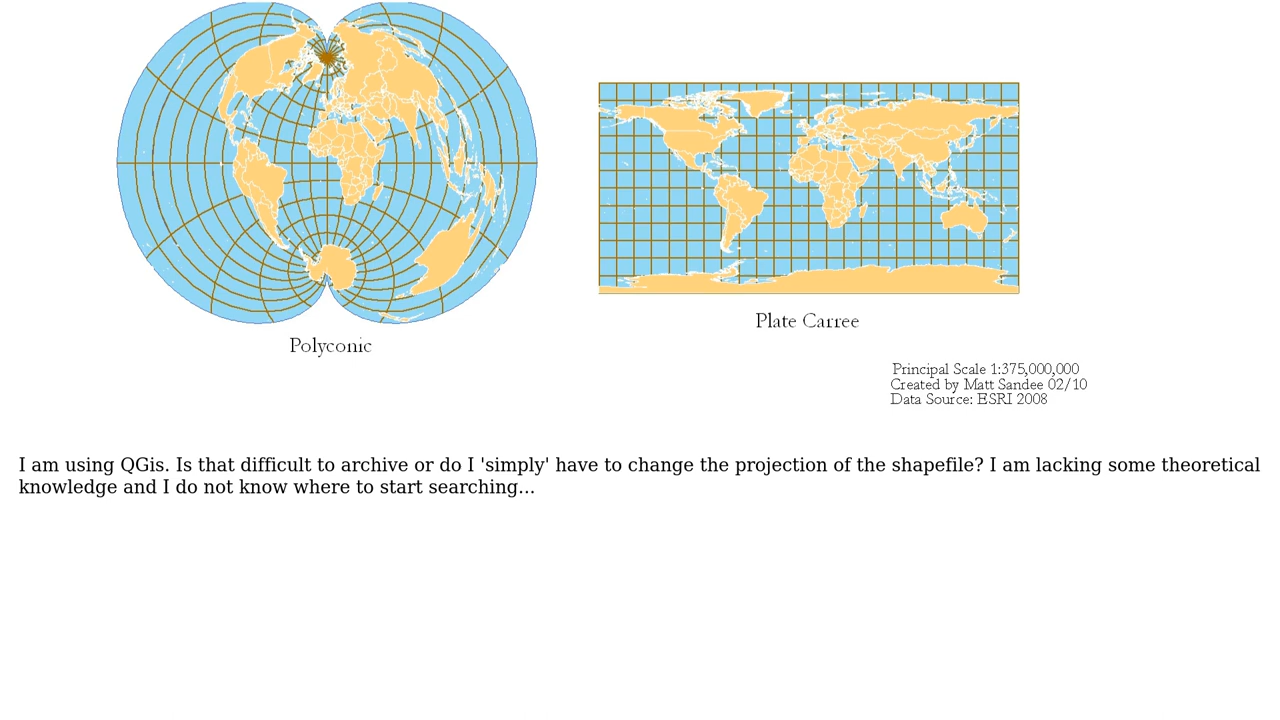 Polyconic
Plate Carree
Principal Scale 1:375,000,000
Created by Matt Sandee 02/10
Data Source: ESRI 2008
I am using QGis. Is that difficult to archive or do I 'simply' have to change the projection of the shapefile? I am lacking some theoretical
knowledge and I do not know where to start searching...